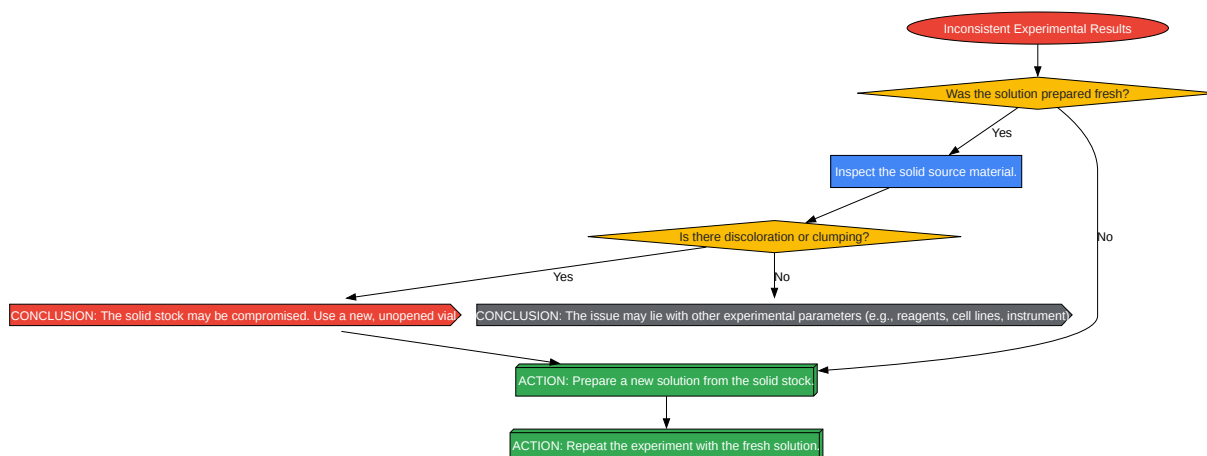 Inconsistent Experimental Results
Was the solution prepared fresh?
Yes
Inspect the solid source material.
No
Is there discoloration or clumping?
Yes
No
CONCLUSION: The solid stock may be compromised. Use a new, unopened vial.
CONCLUSION: The issue may lie with other experimental parameters (e.g., reagents, cell lines, instrument)
ACTION: Prepare a new solution from the solid stock.
ACTION: Repeat the experiment with the fresh solution.